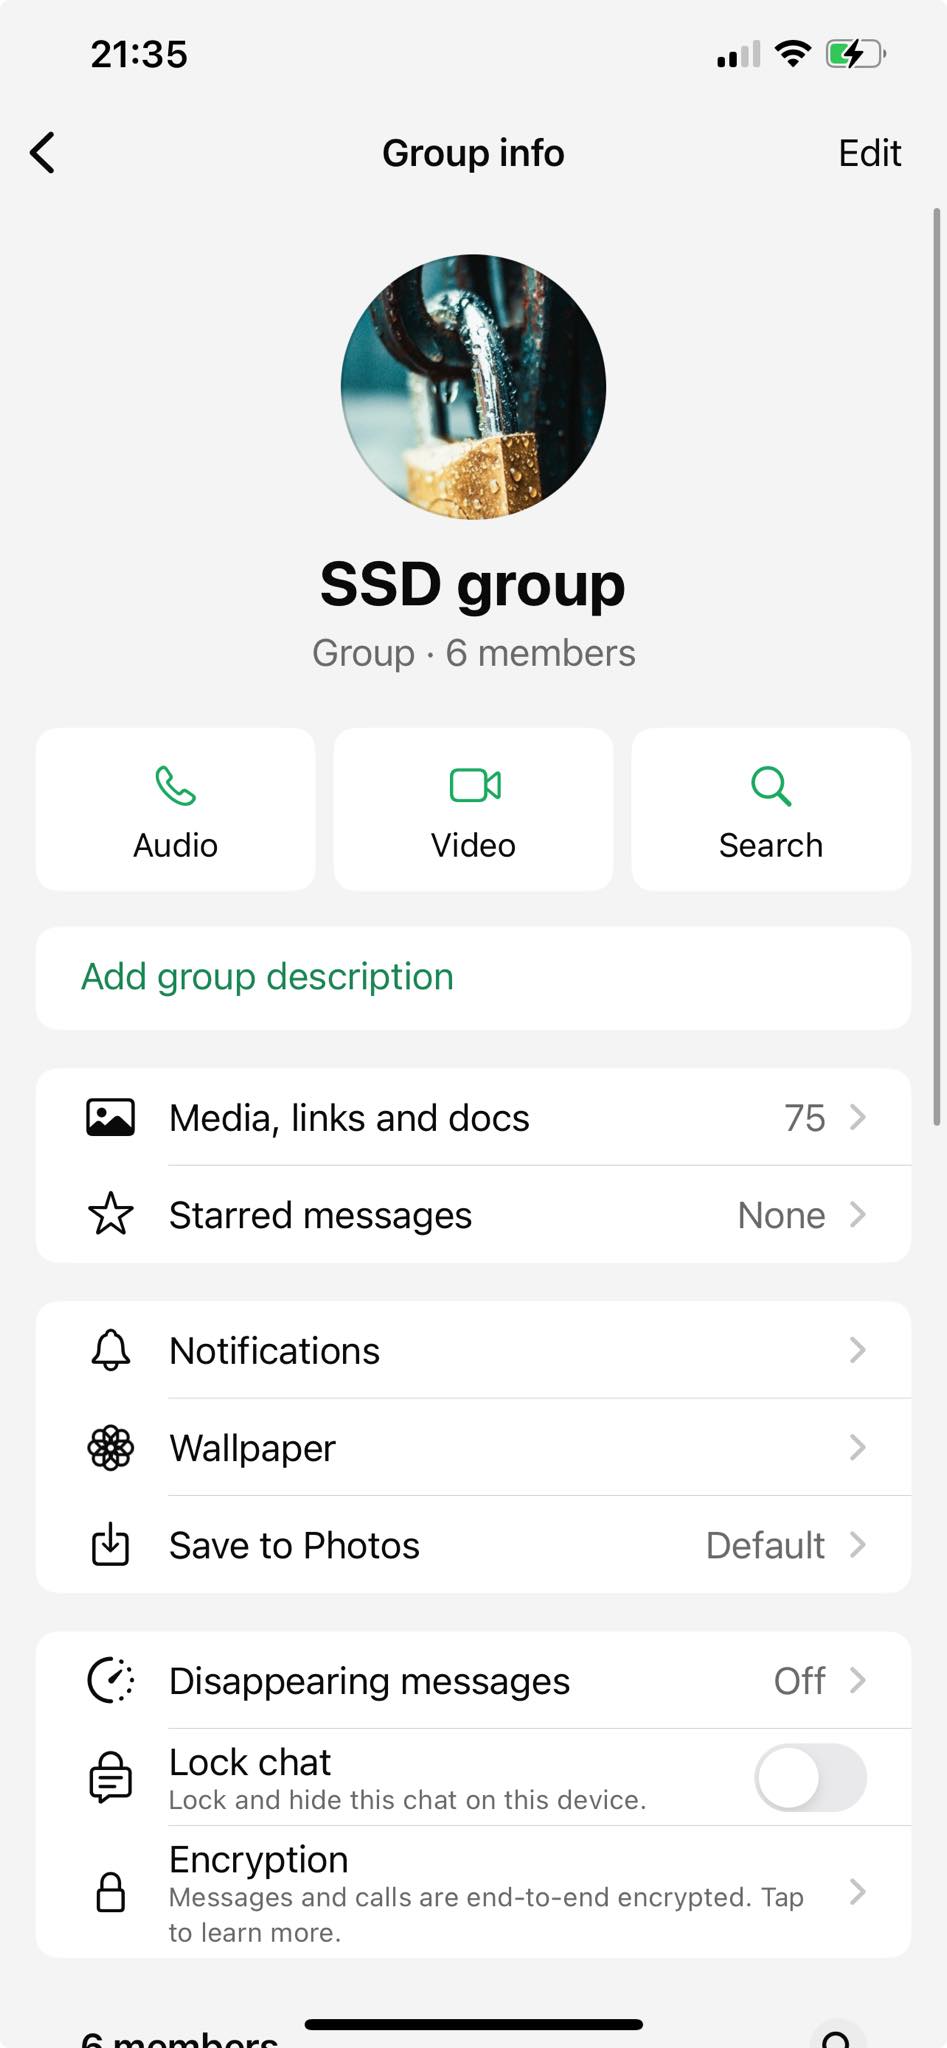 21:35
Group info
Edit
SSD group
Group · 6 members
Audio
Video
Search
Add group description
Media, links and docs
75
Starred messages
None
Notifications
Wallpaper
Save to Photos
Default
Disappearing messages
Off
Lock chat
Lock and hide this chat on this device.
Encryption
Messages and calls are end-to-end encrypted. Tap
to learn more.
6 members